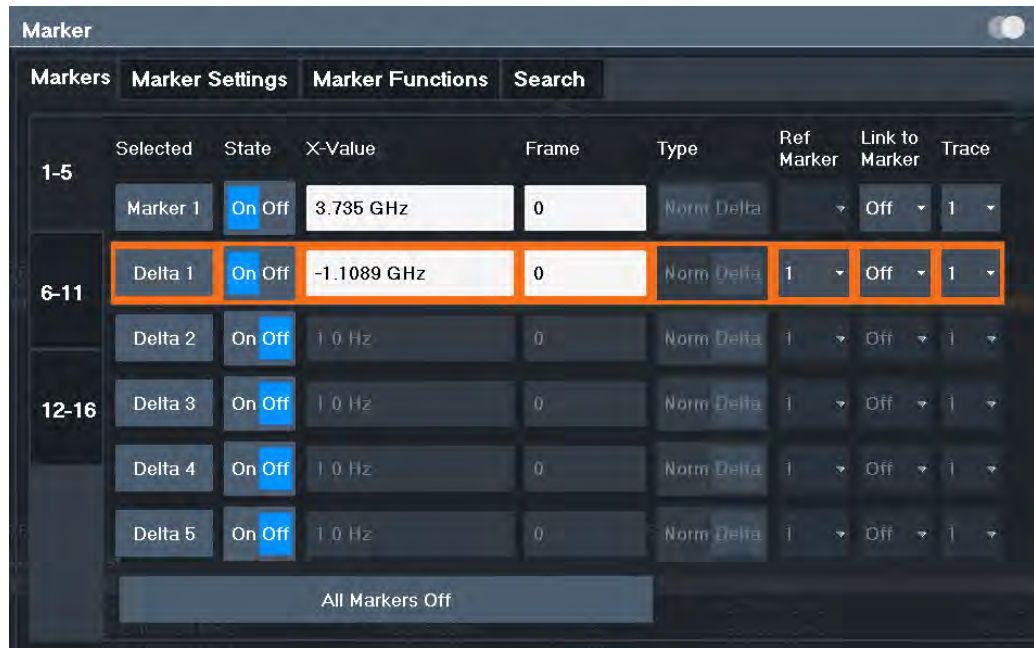 Marker
Markers Marker Settings Marker Functions Search
1-5
Selected State X-Value Frame Type Ref Marker Link to Marker Trace
Marker 1 On Off 3.735 GHz 0 Norm Delta Off 1
6-11
Delta 1 On Off -1.1089 GHz 0 Norm Delta 1 Off 1
Delta 2 On Off 1.0 Hz 0 Norm Delta 1 Off 1
12-16
Delta 3 On Off 1.0 Hz 0 Norm Delta 1 Off 1
Delta 4 On Off 1.0 Hz 0 Norm Delta 1 Off 1
Delta 5 On Off 1.0 Hz 0 Norm Delta 1 Off 1
All Markers Off